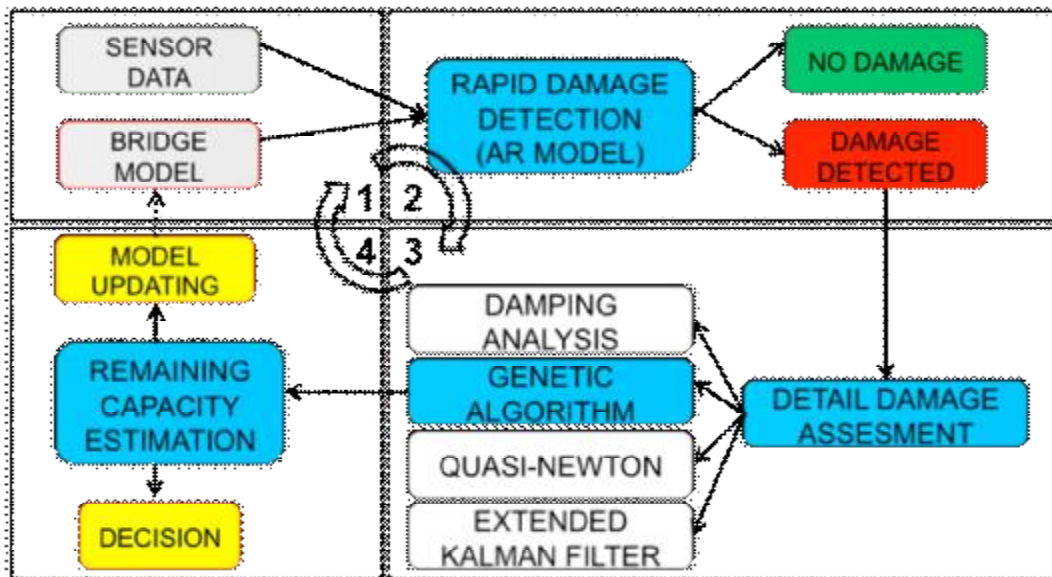 SENSOR
DATA
BRIDGE
MODEL
1
RAPID DAMAGE
DETECTION
(AR MODEL)
NO DAMAGE
DAMAGE
DETECTED
2
DETAIL DAMAGE
ASSESMENT
DAMPING
ANALYSIS
GENETIC
ALGORITHM
QUASI-NEWTON
EXTENDED
KALMAN FILTER
3
MODEL
UPDATING
REMAINING
CAPACITY
ESTIMATION
DECISION
4